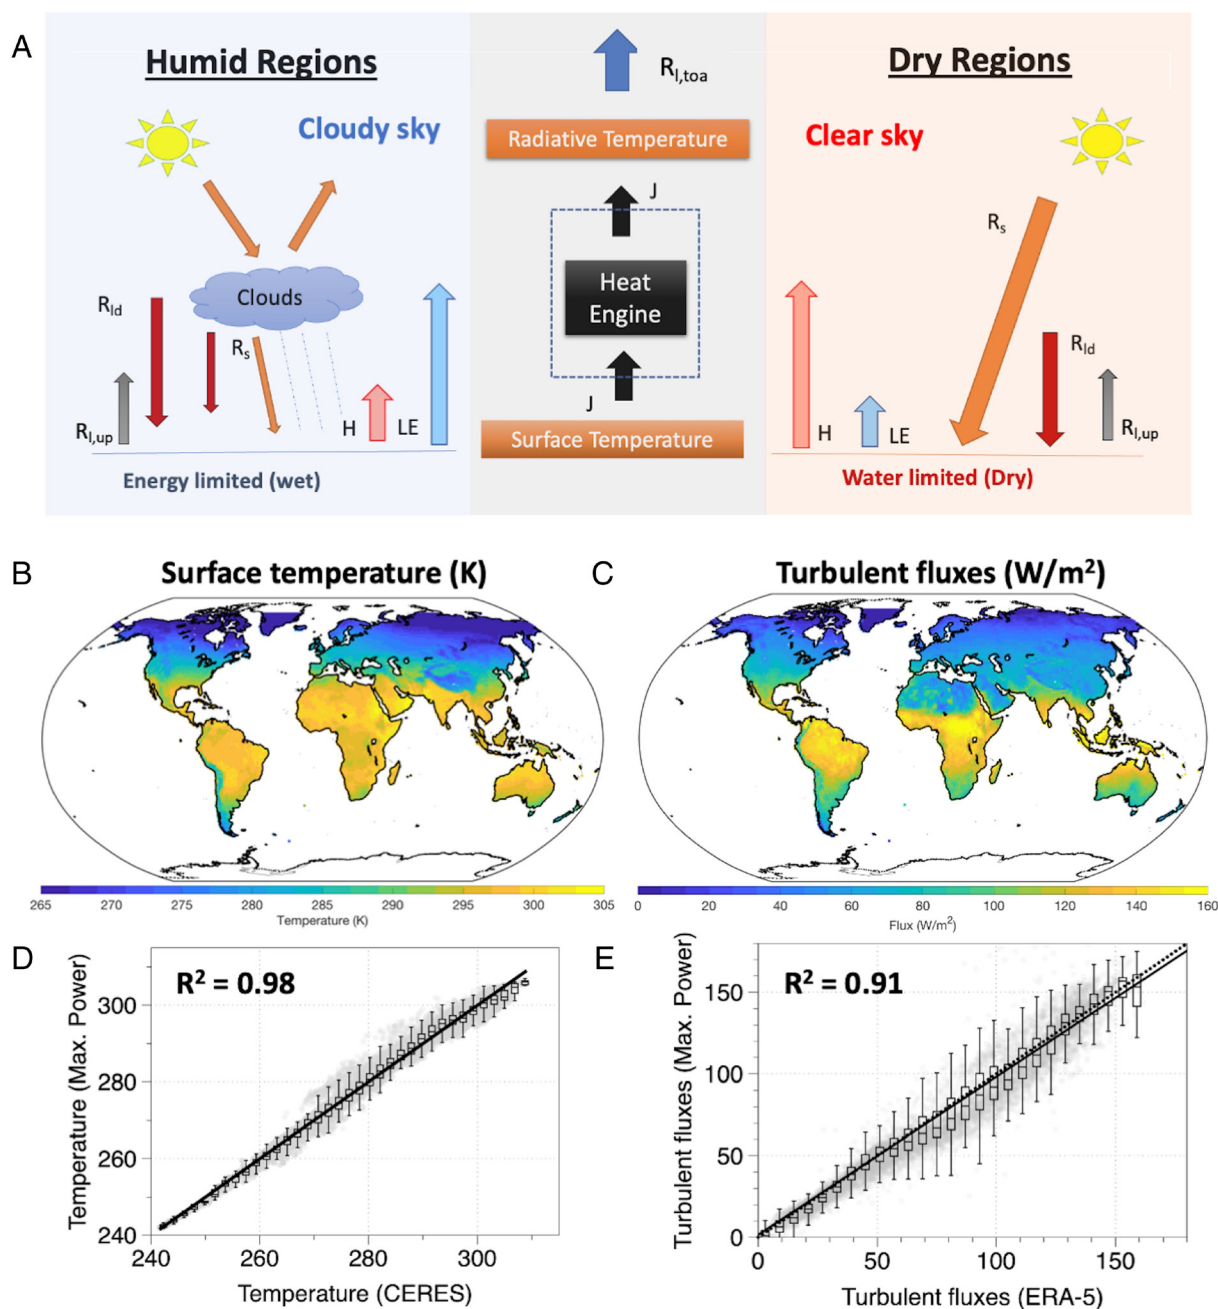 A
Humid Regions
Cloudy sky
Clouds
R_ld
R_s
R_l,up
H
LE
Energy limited (wet)
R_l,toa
Radiative Temperature
J
Heat
Engine
J
Surface Temperature
Dry Regions
Clear sky
R_s
R_ld
H
LE
R_l,up
Water limited (Dry)
B
Surface temperature (K)
265 270 275 280 285 290 295 300 305
Temperature (K)
C
Turbulent fluxes (W/m²)
0 20 40 60 80 100 120 140 160
Flux (W/m²)
D
R² = 0.98
Temperature (Max. Power)
300
280
260
240
240 260 280 300
Temperature (CERES)
E
R² = 0.91
Turbulent fluxes (Max. Power)
150
100
50
0
0 50 100 150
Turbulent fluxes (ERA-5)